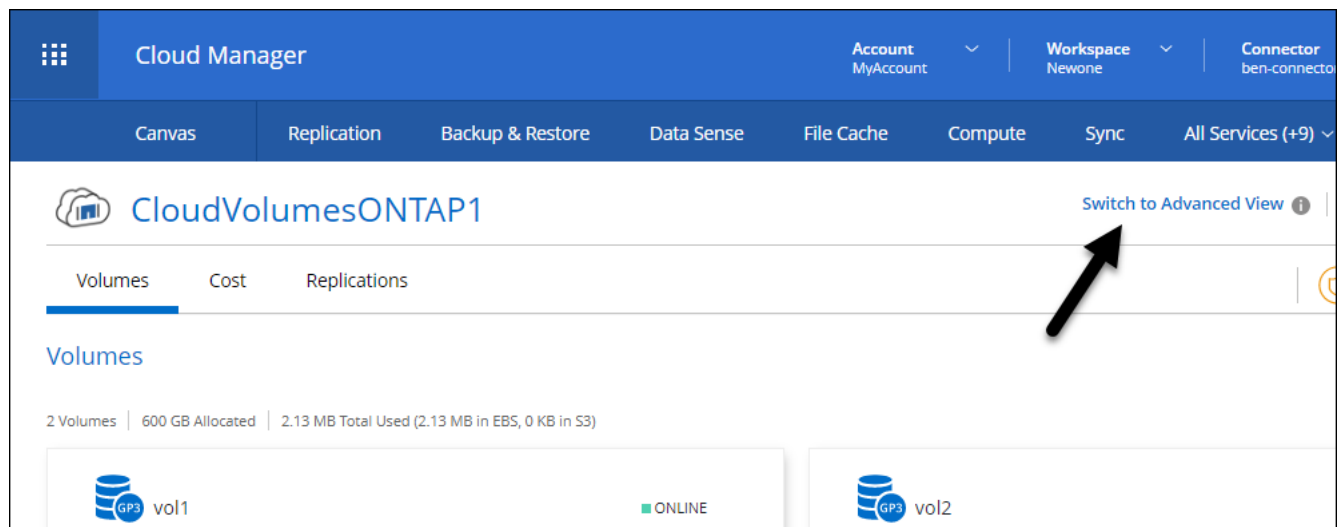 Cloud Manager
Account
MyAccount
Workspace
Newone
Connector
Canvas
Replication
Backup & Restore
Data Sense
File Cache
Compute
Sync
All Services (+9)
CloudVolumesONTAP1
Switch to Advanced View
Volumes
Cost
Replications
Volumes
2 Volumes
600 GB Allocated
2.13 MB Total Used (2.13 MB in EBS, 0 KB in S3)
GP3
vol1
ONLINE
GP3
vol2